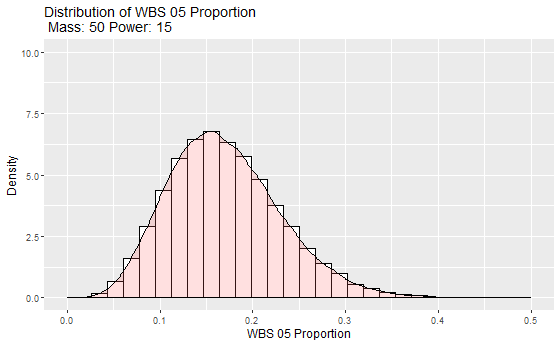 Distribution of WBS 05 Proportion
Mass: 50 Power: 15
10.0
7.5
5.0
2.5
0.0
Density
0.0 0.1 0.2 0.3 0.4 0.5
WBS 05 Proportion